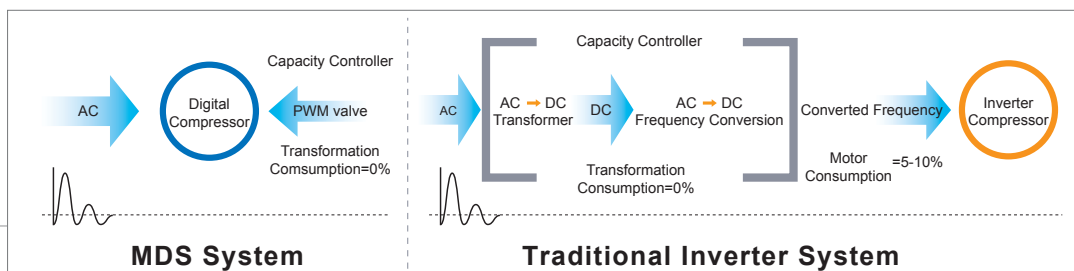 Capacity Controller
AC
Digital
Compressor
PWM valve
Transformation
Comsumption=0%
MDS System
Capacity Controller
AC
AC → DC
Transformer
DC
AC → DC
Frequency Conversion
Converted Frequency
Inverter
Compressor
Transformation
Consumption=0%
Motor
Consumption
=5-10%
Traditional Inverter System